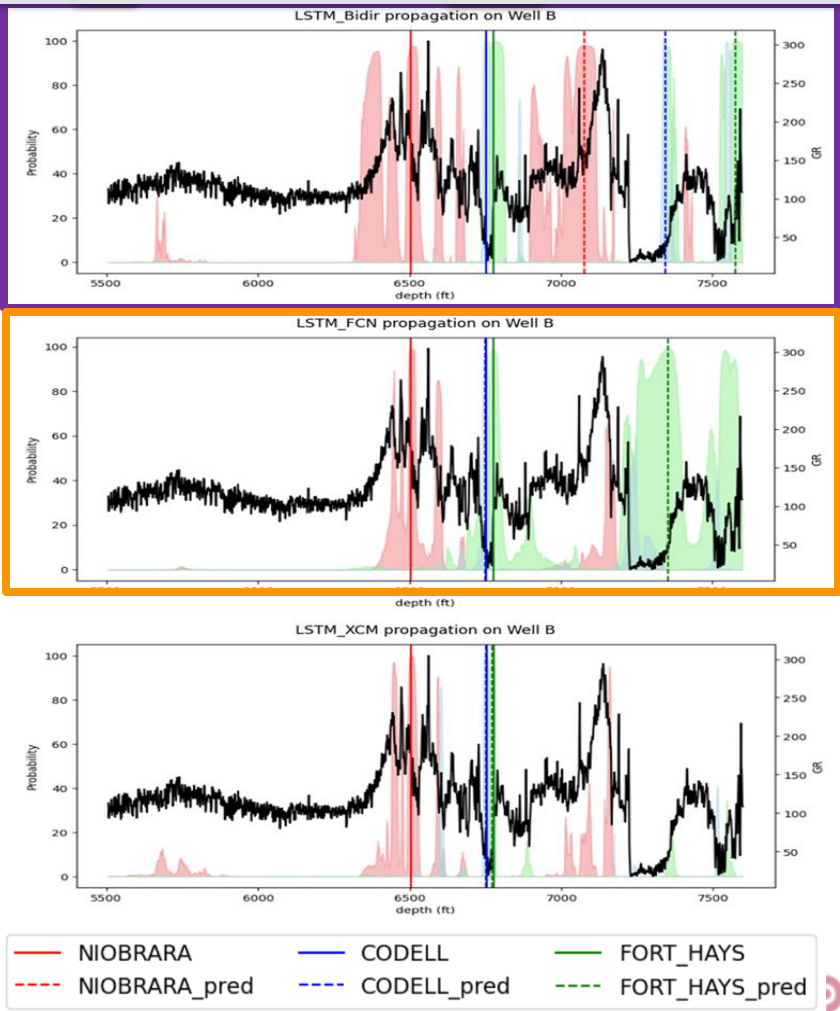 LSTM_Bidir propagation on Well B
100
80
60
40
20
0
Probability
300
250
200
150
100
50
GR
5500 6000 6500 7000 7500
depth (ft)
LSTM_FCN propagation on Well B
100
80
60
40
20
0
Probability
300
250
200
150
100
50
GR
depth (ft)
LSTM_XCM propagation on Well B
100
80
60
40
20
0
Probability
300
250
200
150
100
50
GR
5500 6000 6500 7000 7500
depth (ft)
NIOBRARA CODELL FORT_HAYS
NIOBRARA_pred CODELL_pred FORT_HAYS_pred